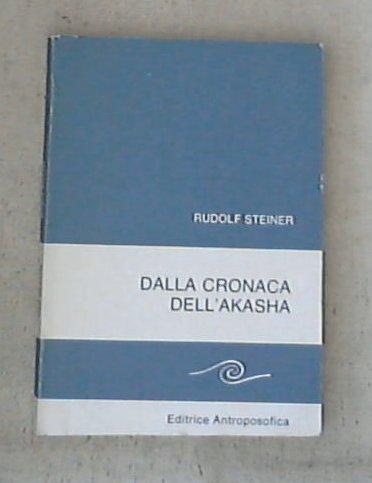 RUDOLF STEINER
DALLA CRONACA
DELL'AKASHA
Editrice Antroposofica